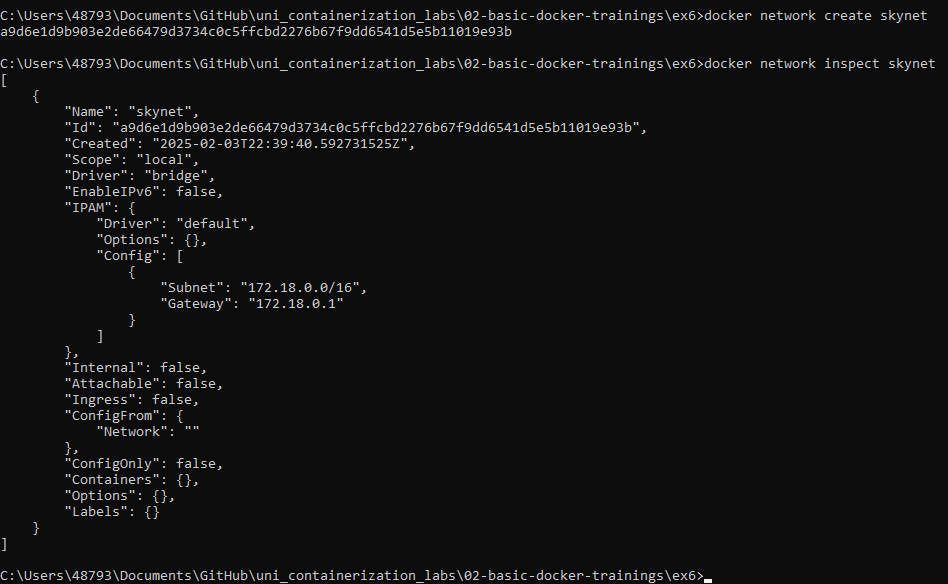 C:\Users\48793\Documents\GitHub\uni_containerization_labs\02-basic-docker-trainings\ex6>docker network create skynet
a9d6e1d9b903e2de66479d3734c0c5ffcbd2276b67f9dd6541d5e5b11019e93b

C:\Users\48793\Documents\GitHub\uni_containerization_labs\02-basic-docker-trainings\ex6>docker network inspect skynet
[
    {
        "Name": "skynet",
        "Id": "a9d6e1d9b903e2de66479d3734c0c5ffcbd2276b67f9dd6541d5e5b11019e93b",
        "Created": "2025-02-03T22:39:40.592731525Z",
        "Scope": "local",
        "Driver": "bridge",
        "EnableIPv6": false,
        "IPAM": {
            "Driver": "default",
            "Options": {},
            "Config": [
                {
                    "Subnet": "172.18.0.0/16",
                    "Gateway": "172.18.0.1"
                }
            ]
        },
        "Internal": false,
        "Attachable": false,
        "Ingress": false,
        "ConfigFrom": {
            "Network": ""
        },
        "ConfigOnly": false,
        "Containers": {},
        "Options": {},
        "Labels": {}
    }
]

C:\Users\48793\Documents\GitHub\uni_containerization_labs\02-basic-docker-trainings\ex6>